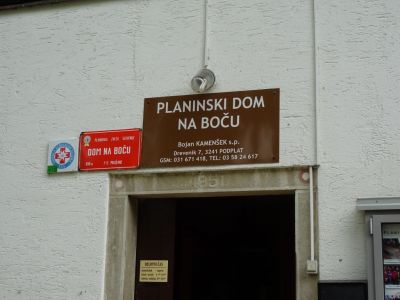 PLANINSKI DOM
NA BOČU
Bojan KAMENŠEK s.p.
Drevenik 7, 3241 PODPLAT
GSM: 031 671 418, TEL: 03 58 24 617
DOM NA BOČU